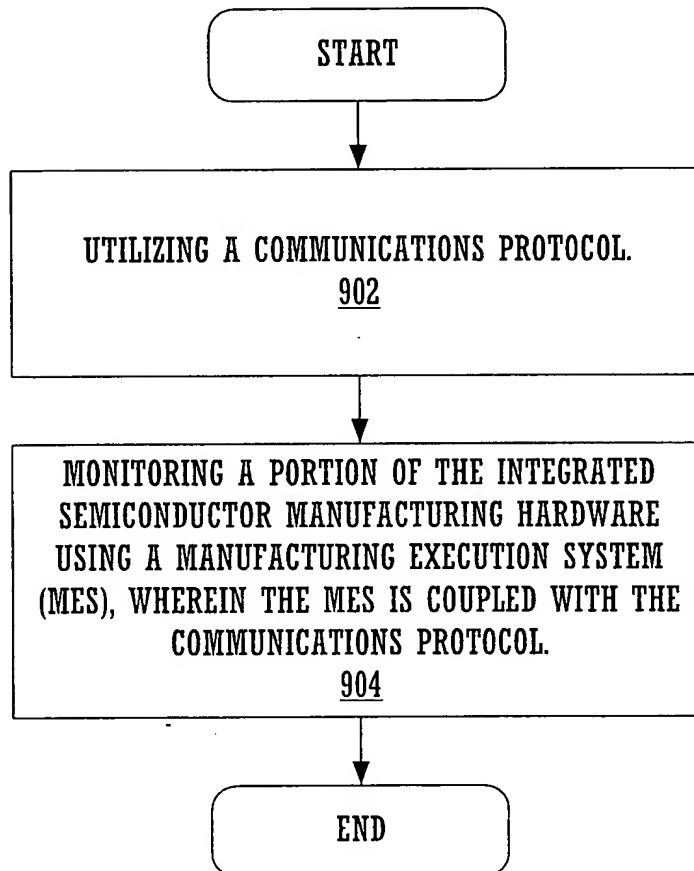 START
UTILIZING A COMMUNICATIONS PROTOCOL.
902
MONITORING A PORTION OF THE INTEGRATED
SEMICONDUCTOR MANUFACTURING HARDWARE
USING A MANUFACTURING EXECUTION SYSTEM
(MES), WHEREIN THE MES IS COUPLED WITH THE
COMMUNICATIONS PROTOCOL.
904
END